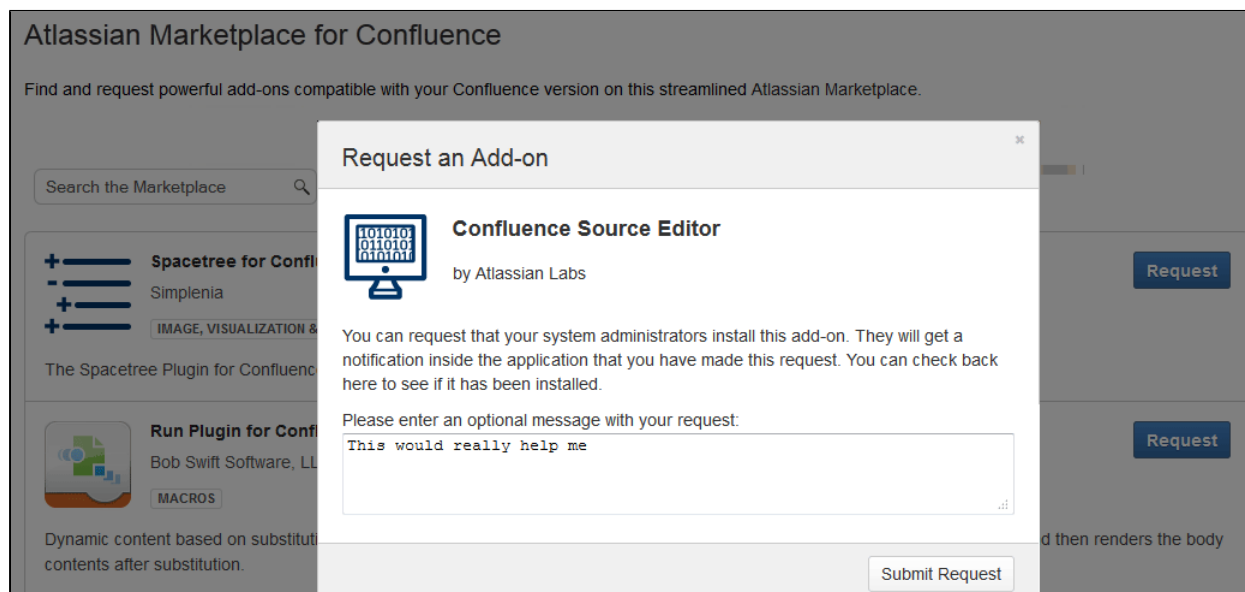 Atlassian Marketplace for Confluence
Find and request powerful add-ons compatible with your Confluence version on this streamlined Atlassian Marketplace.
Search the Marketplace
Request an Add-on
×
1010101
0110101
0101010
Confluence Source Editor
by Atlassian Labs
You can request that your system administrators install this add-on. They will get a
notification inside the application that you have made this request. You can check back
here to see if it has been installed.
Please enter an optional message with your request:
This would really help me
Submit Request
Spacetree for Confl
Simplenia
IMAGE, VISUALIZATION &
The Spacetree Plugin for Confluenc
Request
Run Plugin for Conf
Bob Swift Software, LL
MACROS
Request
Dynamic content based on substituti
d then renders the body
contents after substitution.